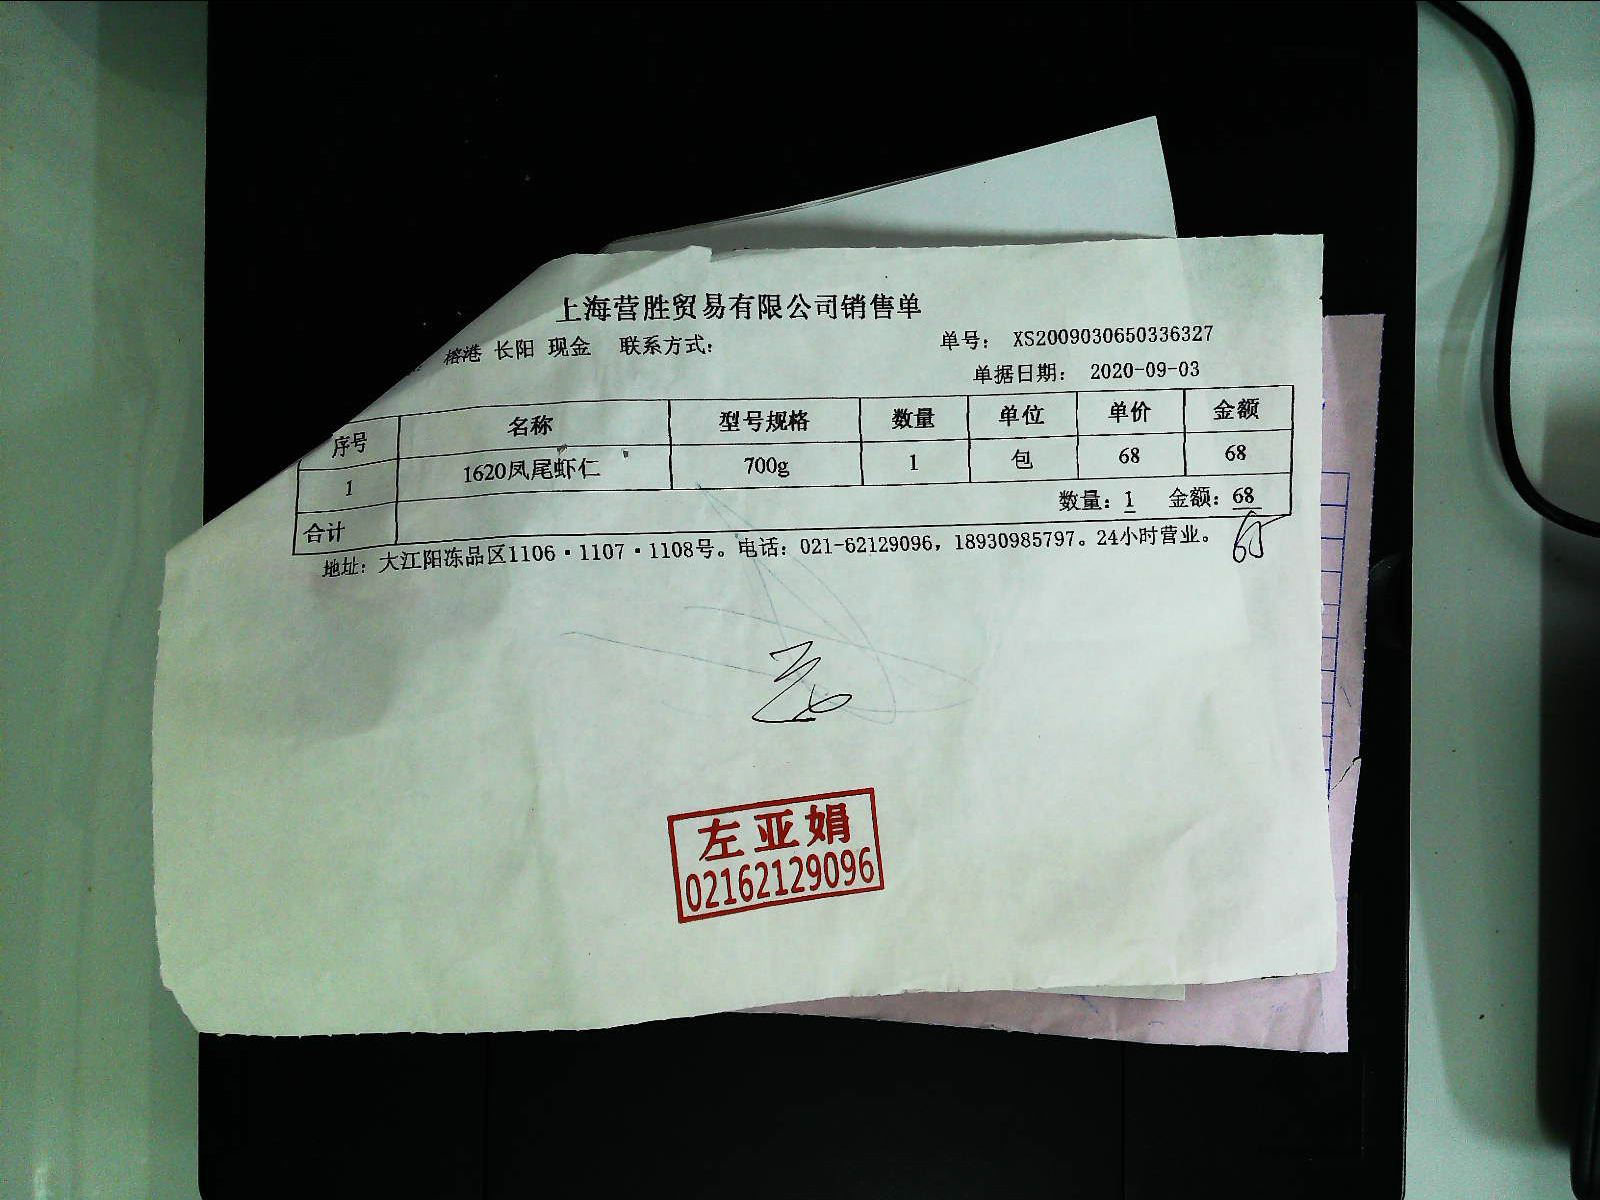 上海营胜贸易有限公司销售单
榕港 长阳 现金 联系方式： 单号： XS2009030650336327
单据日期： 2020-09-03
序号 名称 型号规格 数量 单位 单价 金额
1 1620凤尾虾仁 700g 1 包 68 68
合计 数量：1 金额：68
地址：大江阳冻品区1106·1107·1108号。电话：021-62129096，18930985797。24小时营业。
左亚娟
02162129096